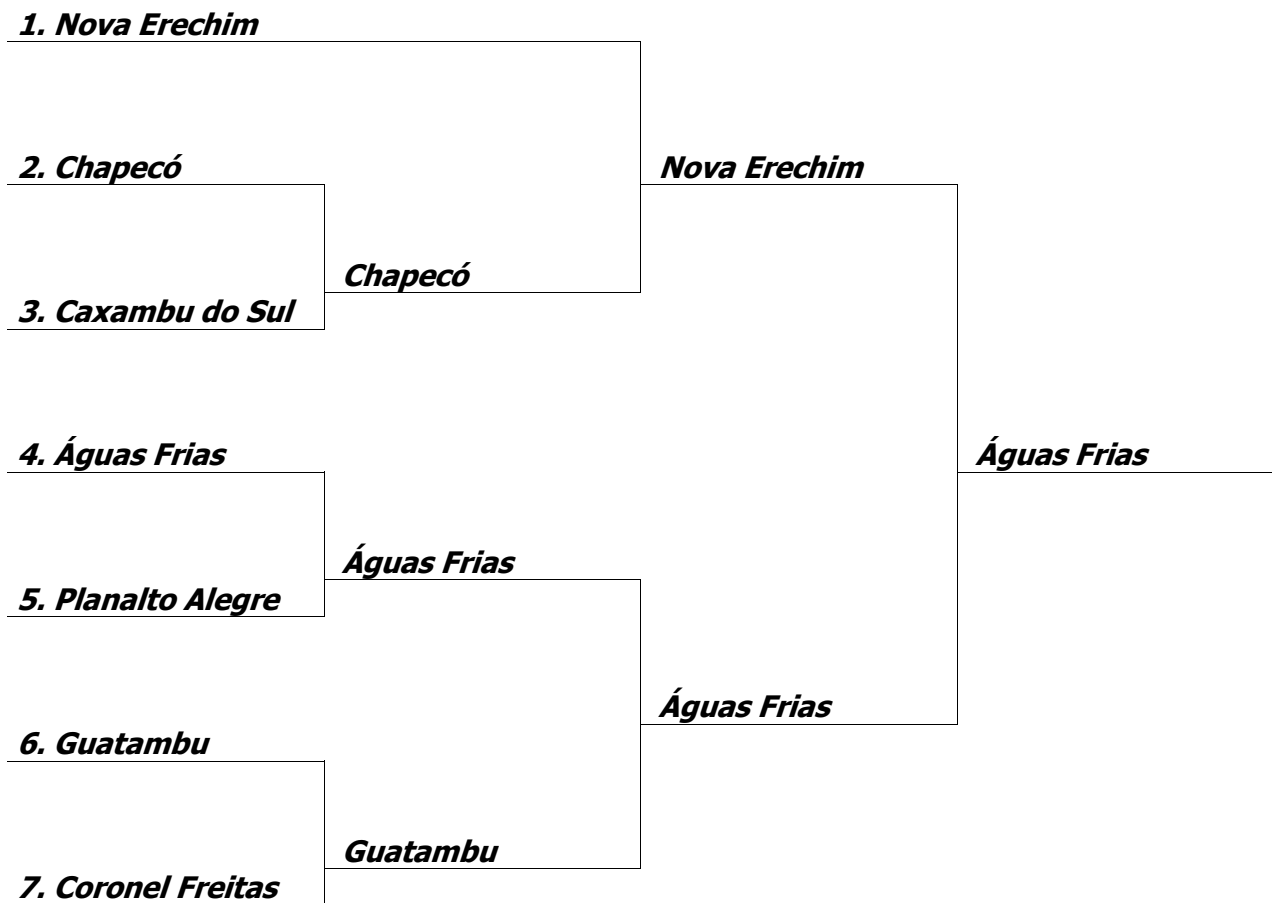 1. Nova Erechim
2. Chapecó
Nova Erechim
Chapecó
3. Caxambu do Sul
4. Águas Frias
Águas Frias
Águas Frias
5. Planalto Alegre
Águas Frias
6. Guatambu
Guatambu
7. Coronel Freitas